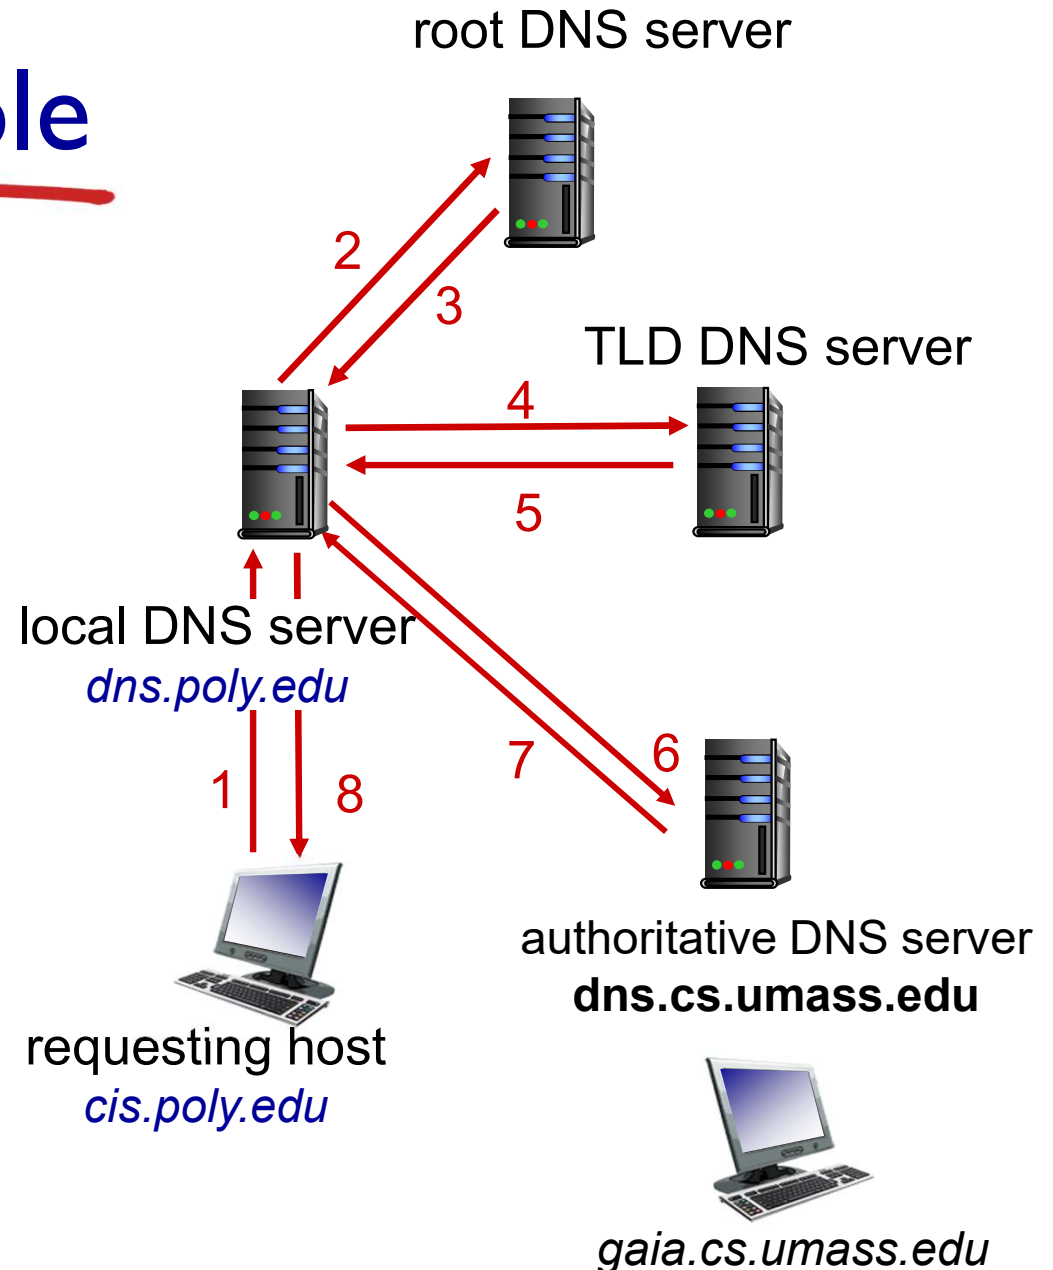 root DNS server
2
3
TLD DNS server
4
5
local DNS server
dns.poly.edu
1
8
7
6
authoritative DNS server
dns.cs.umass.edu
requesting host
cis.poly.edu
gaia.cs.umass.edu